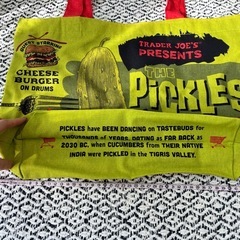 GUEST STARRING
CHEESE
BURGER
ON DRUMS
TRADER JOE'S
PRESENTS
THE
PICKLES
PICKLES HAVE BEEN DANCING ON TASTEBUDS FOR
THOUSANDS OF YEARS, DATING AS FAR BACK AS
2030 BC, WHEN CUCUMBERS FROM THEIR NATIVE
INDIA WERE PICKLED IN THE TIGRIS VALLEY.